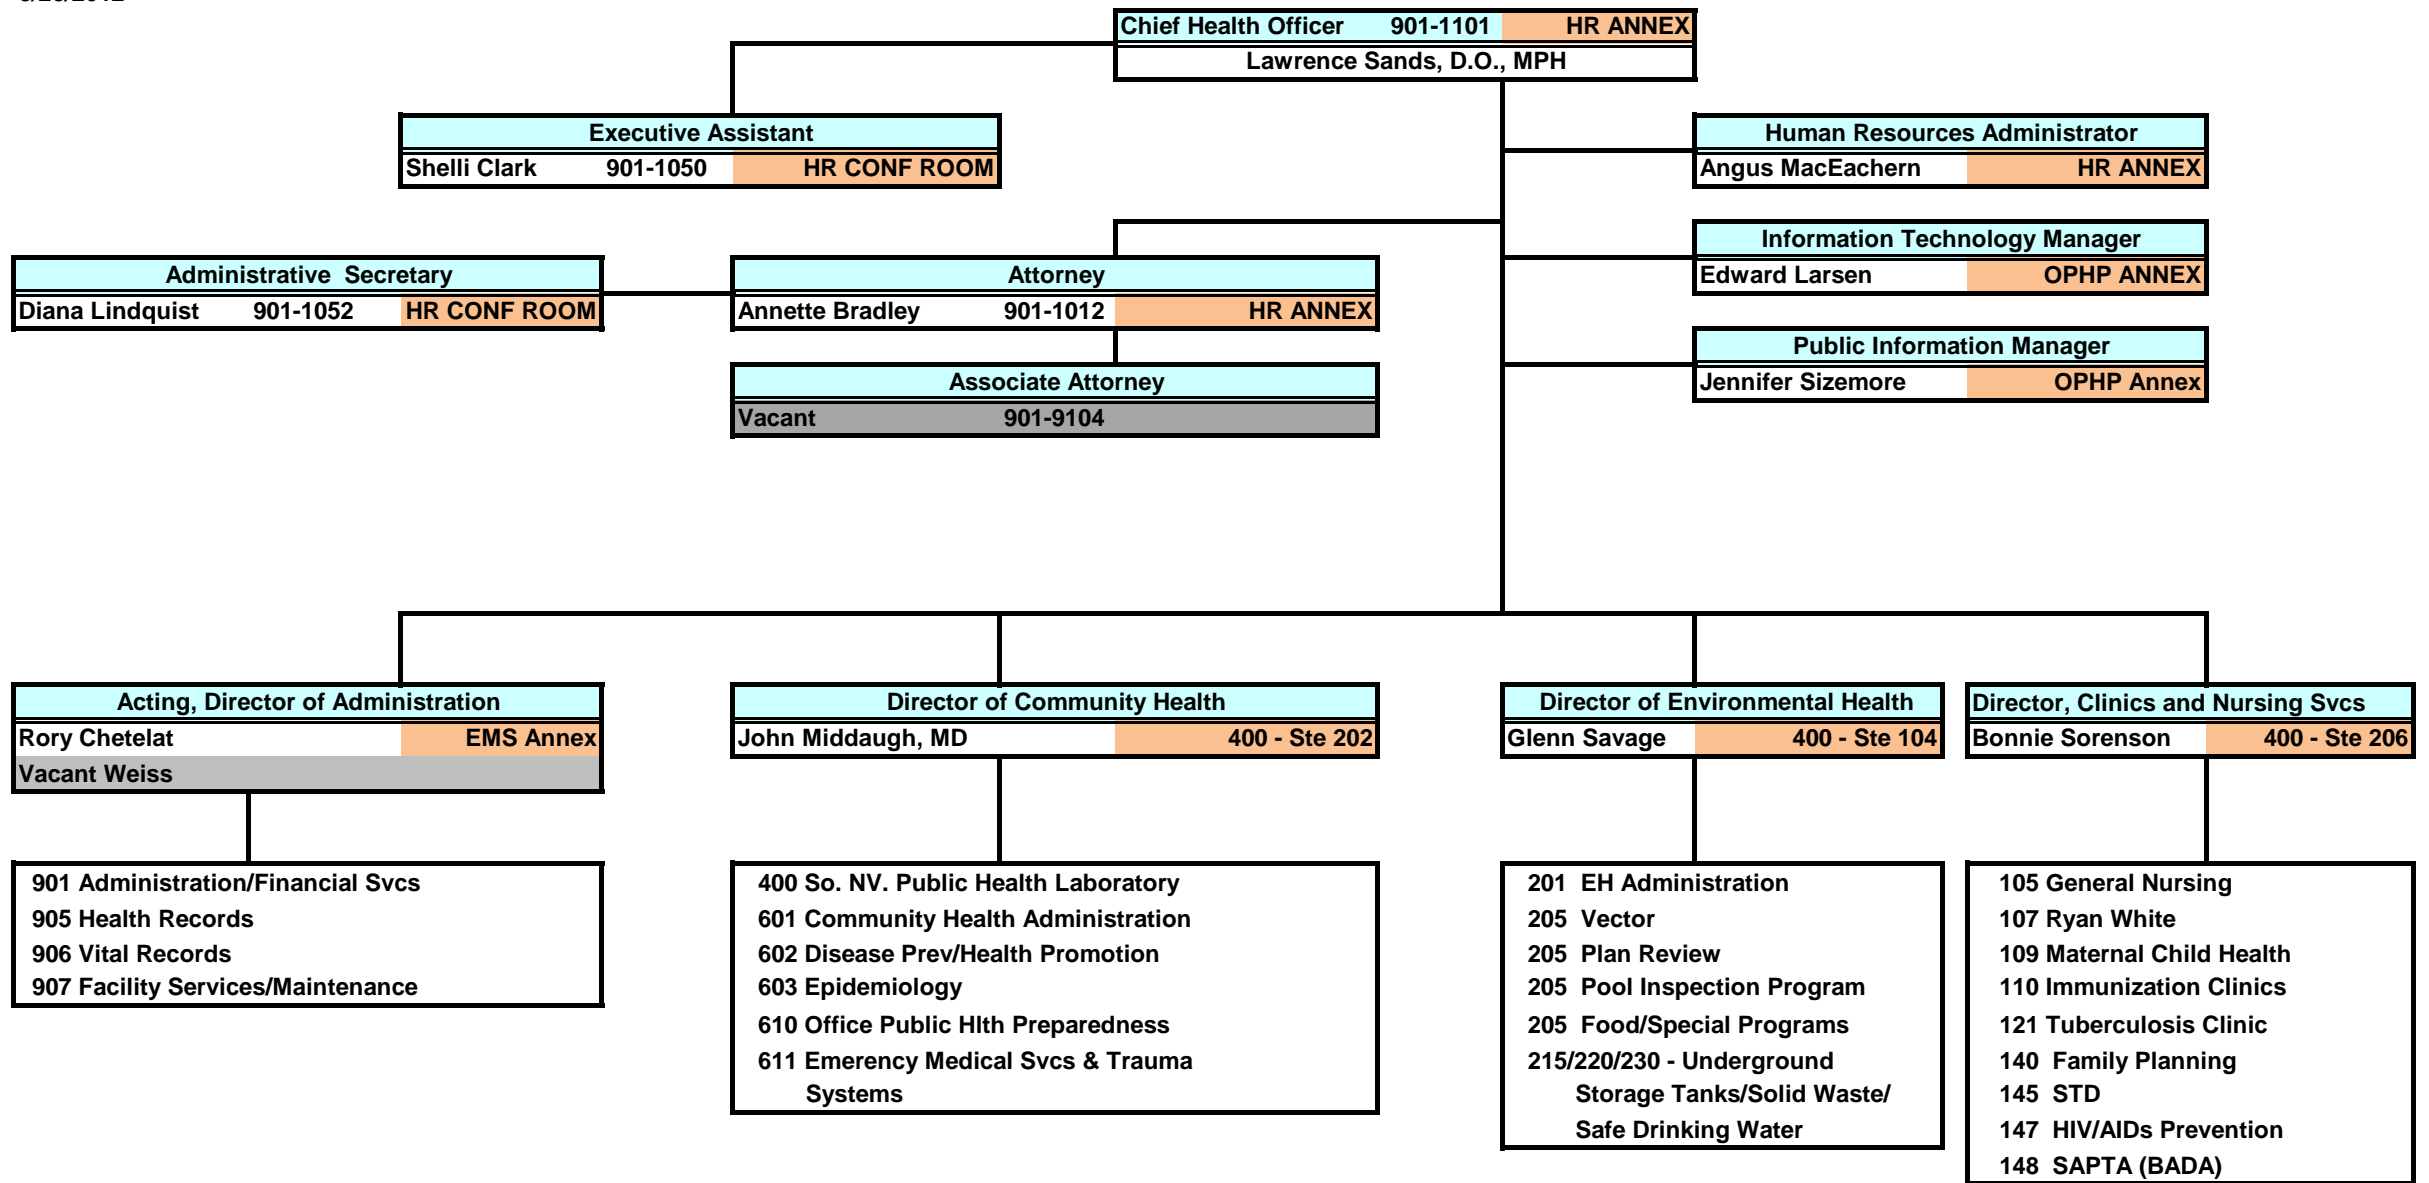 Chief Health Officer 901-1101 HR ANNEX
Lawrence Sands, D.O., MPH
Executive Assistant
Shelli Clark 901-1050 HR CONF ROOM
Human Resources Administrator
Angus MacEachern HR ANNEX
Information Technology Manager
Edward Larsen OPHP ANNEX
Administrative Secretary
Diana Lindquist 901-1052 HR CONF ROOM
Attorney
Annette Bradley 901-1012 HR ANNEX
Public Information Manager
Jennifer Sizemore OPHP Annex
Associate Attorney
Vacant 901-9104
Acting, Director of Administration
Rory Chetelat EMS Annex
Vacant Weiss
901 Administration/Financial Svcs
905 Health Records
906 Vital Records
907 Facility Services/Maintenance
Director of Community Health
John Middaugh, MD 400 - Ste 202
400 So. NV. Public Health Laboratory
601 Community Health Administration
602 Disease Prev/Health Promotion
603 Epidemiology
610 Office Public Hlth Preparedness
611 Emerency Medical Svcs & Trauma
Systems
Director of Environmental Health
Glenn Savage 400 - Ste 104
201 EH Administration
205 Vector
205 Plan Review
205 Pool Inspection Program
205 Food/Special Programs
215/220/230 - Underground
Storage Tanks/Solid Waste/
Safe Drinking Water
Director, Clinics and Nursing Svcs
Bonnie Sorenson 400 - Ste 206
105 General Nursing
107 Ryan White
109 Maternal Child Health
110 Immunization Clinics
121 Tuberculosis Clinic
140 Family Planning
145 STD
147 HIV/AIDs Prevention
148 SAPTA (BADA)